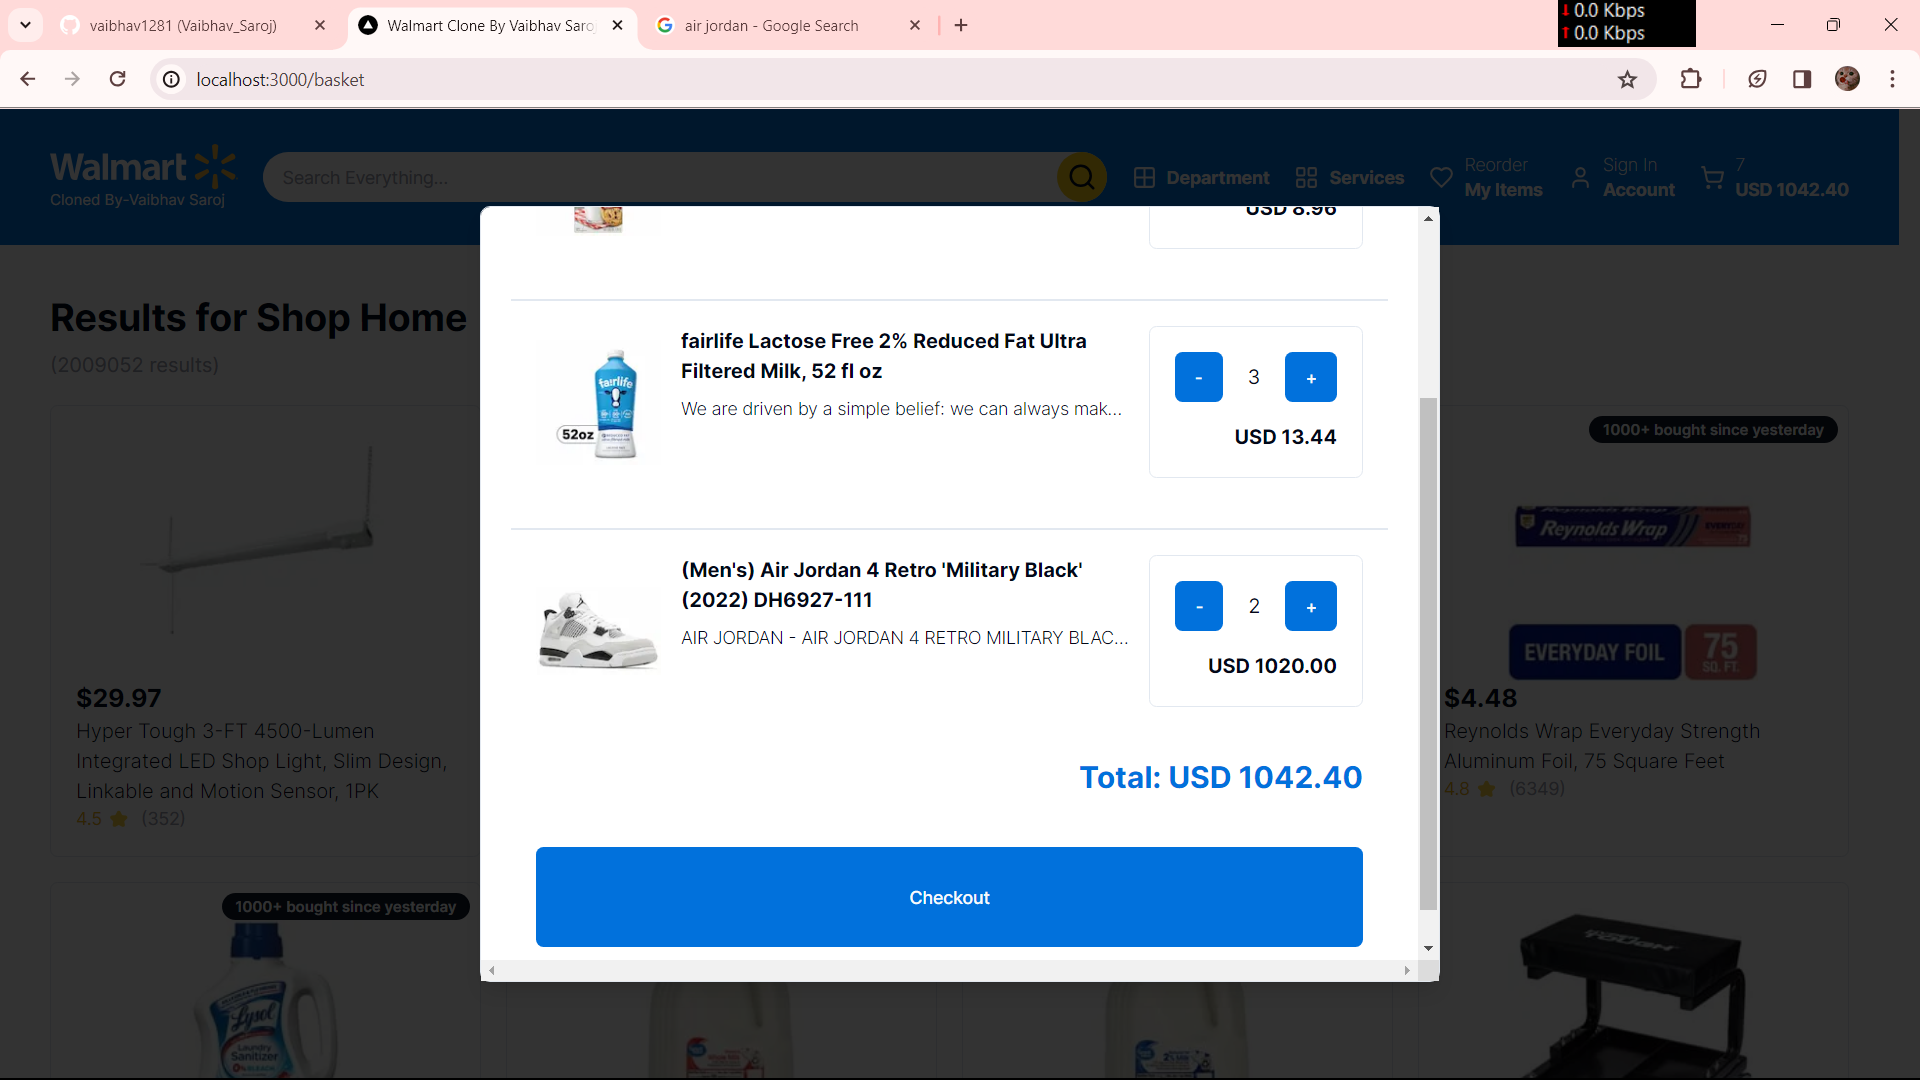 vaibhav1281 (Vaibhav_Saroj)
Walmart Clone By Vaibhav Saro
air jordan - Google Search
0.0 Kbps
0.0 Kbps
localhost:3000/basket
Walmart
Cloned By-Vaibhav Saroj
Search Everything...
Department
Services
Reorder
My Items
Sign In
Account
7
USD 1042.40
Results for Shop Home
(2009052 results)
USD 8.96
fairlife Lactose Free 2% Reduced Fat Ultra
Filtered Milk, 52 fl oz
We are driven by a simple belief: we can always mak...
- 3 +
USD 13.44
fairlife
52oz
(Men's) Air Jordan 4 Retro 'Military Black'
(2022) DH6927-111
AIR JORDAN - AIR JORDAN 4 RETRO MILITARY BLAC...
- 2 +
USD 1020.00
Total: USD 1042.40
Checkout
$29.97
Hyper Tough 3-FT 4500-Lumen
Integrated LED Shop Light, Slim Design,
Linkable and Motion Sensor, 1PK
4.5 (352)
1000+ bought since yesterday
Reynolds Wrap
EVERYDAY
EVERYDAY FOIL
75
SQ. FT.
$4.48
Reynolds Wrap Everyday Strength
Aluminum Foil, 75 Square Feet
4.8 (6349)
1000+ bought since yesterday
Lysol
Laundry
Sanitizer